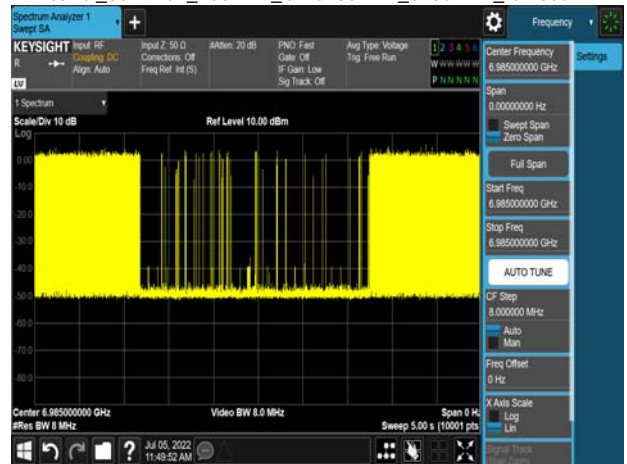 Spectrum Analyzer 1
Swept SA
Frequency
KEYSIGHT
R
LV
Input: RF
Coupling: DC
Align: Auto
Input Z: 50 Ω
Corrections: Off
Freq Ref: Int (S)
#Atten: 20 dB
PNO: Fast
Gate: Off
IF Gain: Low
Sig Track: Off
Avg Type: Voltage
Trig: Free Run
1 2 3 4 5 6
W W W W W W
P N N N N N
1 Spectrum
Scale/Div 10 dB
Ref Level 10.00 dBm
Log
0.00
-10.0
-20.0
-30.0
-40.0
-50.0
-60.0
-80.0
Center 6.985000000 GHz
#Res BW 8 MHz
Video BW 8.0 MHz
Span 0 Hz
Sweep 5.00 s (10001 pts
Center Frequency
6.985000000 GHz
Settings
Span
0.00000000 Hz
Swept Span
Zero Span
Full Span
Start Freq
6.985000000 GHz
Stop Freq
6.985000000 GHz
AUTO TUNE
CF Step
8.000000 MHz
Auto
Man
Freq Offset
0 Hz
X Axis Scale
Log
Lin
Signal Track
?
Jul 05, 2022
11:49:52 AM